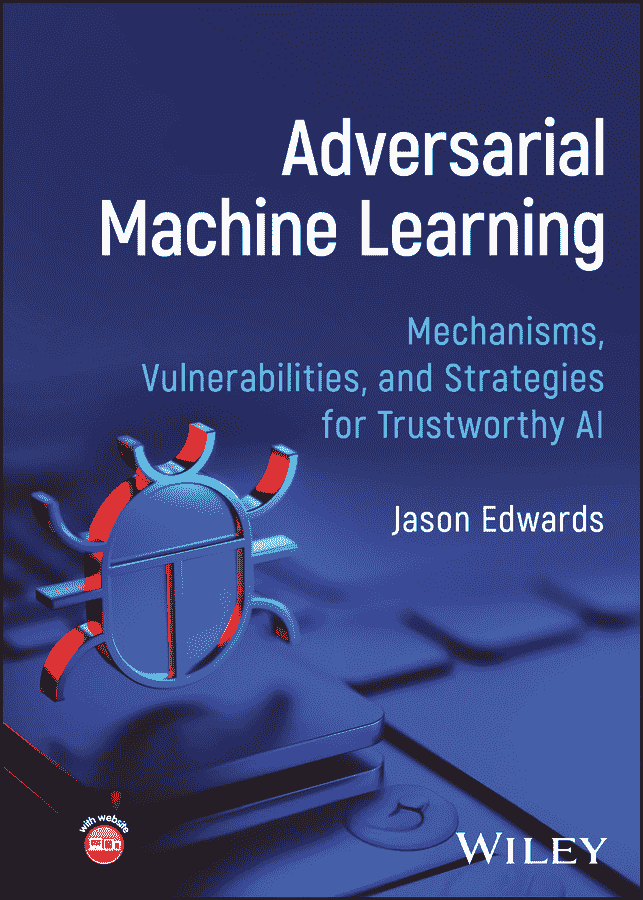 Adversarial
Machine Learning
Mechanisms,
Vulnerabilities, and Strategies
for Trustworthy AI
Jason Edwards
with website
WILEY